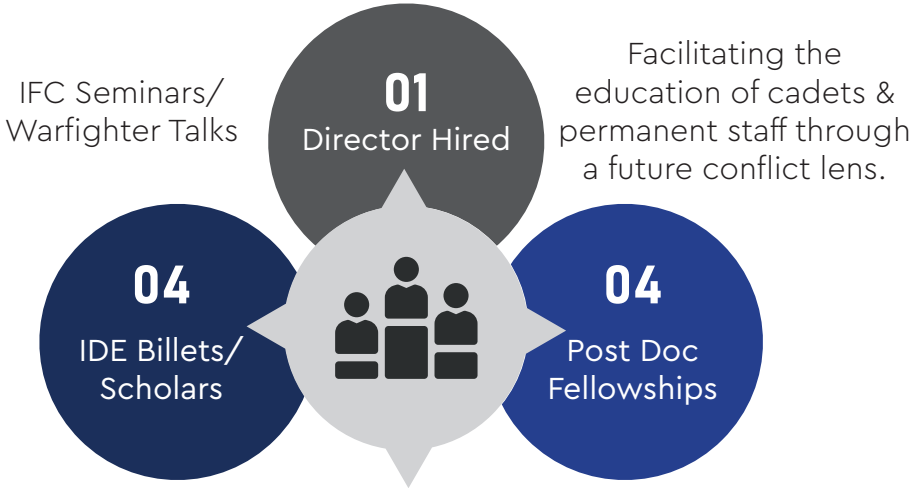 IFC Seminars/
Warfighter Talks
01
Director Hired
Facilitating the
education of cadets &
permanent staff through
a future conflict lens.
04
IDE Billets/
Scholars
04
Post Doc
Fellowships